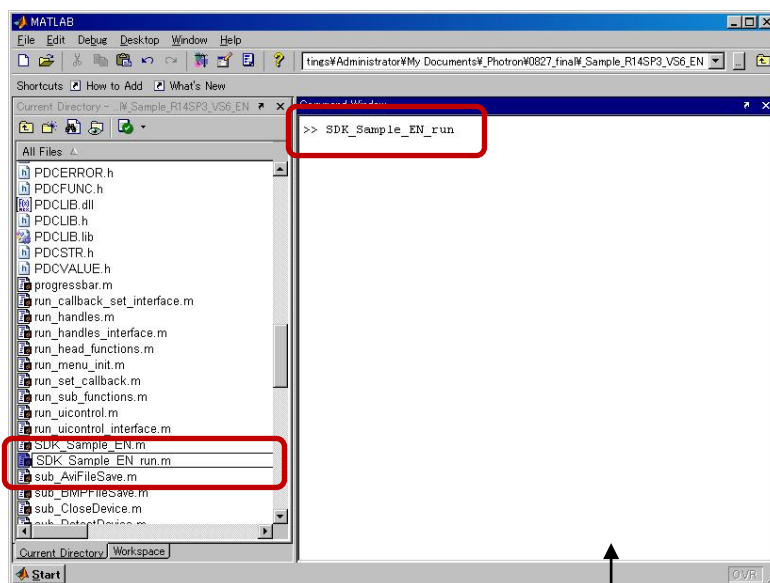 MATLAB
File Edit Debug Desktop Window Help
tings¥Administrator¥My Documents¥_Photron¥0827_final¥_Sample_R14SP3_VS6_EN
Shortcuts How to Add What's New
Current Directory - ...¥_Sample_R14SP3_VS6_EN
Command Window
>> SDK_Sample_EN_run
All Files
PDCERROR.h
PDCFUNC.h
PDCLIB.dll
PDCLIB.h
PDCLIB.lib
PDCSTR.h
PDCVALUE.h
progressbar.m
run_callback_set_interface.m
run_handles.m
run_handles_interface.m
run_head_functions.m
run_menu_init.m
run_set_callback.m
run_sub_functions.m
run_uicontrol.m
run_uicontrol_interface.m
SDK_Sample_EN.m
SDK_Sample_EN_run.m
sub_AviFileSave.m
sub_BMPFileSave.m
sub_CloseDevice.m
sub_DetectDevice.m
Current Directory Workspace
Start
OVR